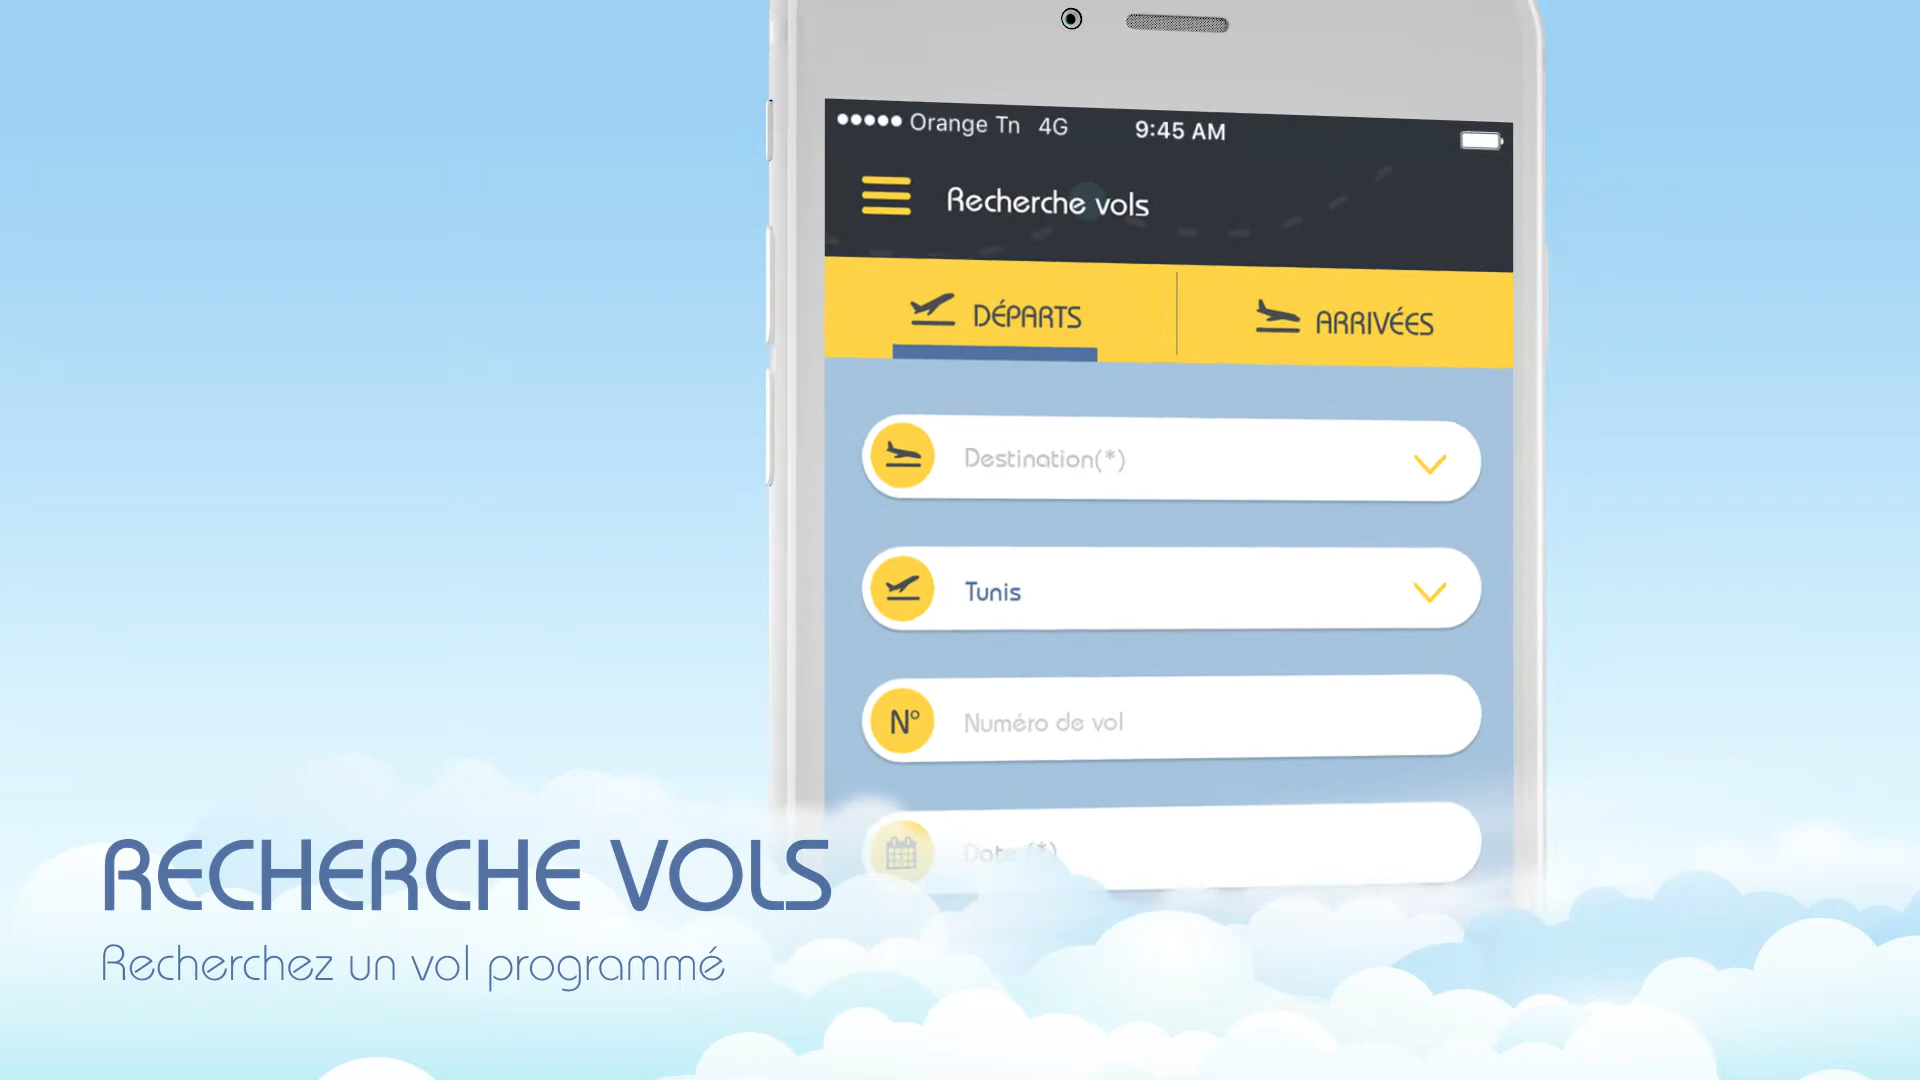 Orange Tn 4G 9:45 AM
Recherche vols
DÉPARTS ARRIVÉES
Destination(*)
Tunis
N° Numéro de vol
Date (*)
RECHERCHE VOLS
Recherchez un vol programmé